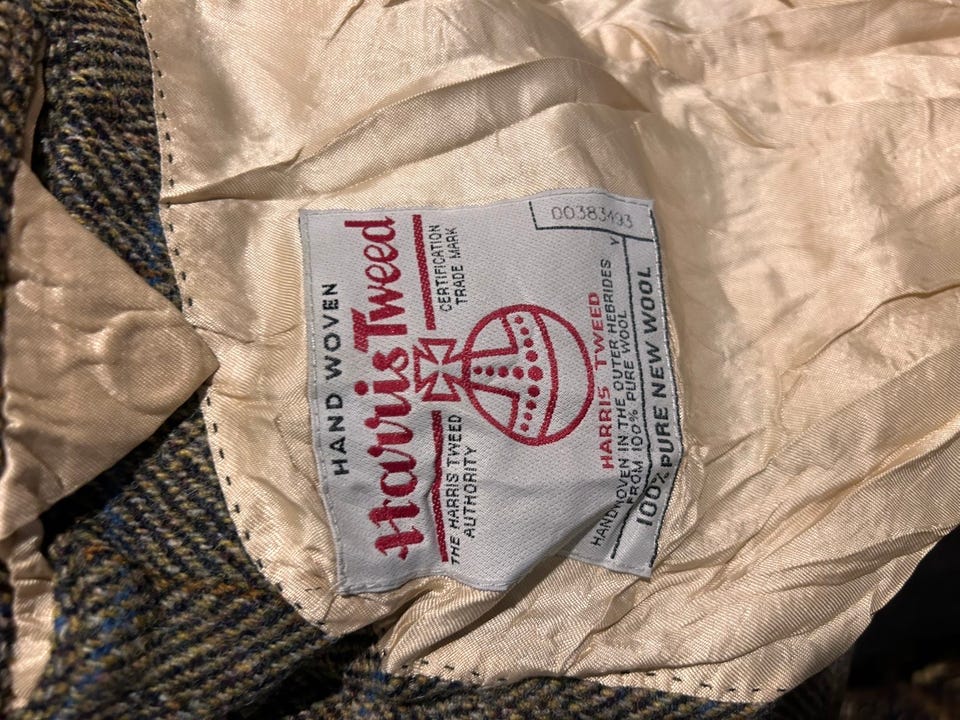 HAND WOVEN
Harris Tweed
THE HARRIS TWEED
AUTHORITY
CERTIFICATION
TRADE MARK
HARRIS TWEED
HANDWOVEN IN THE OUTER HEBRIDES Y
FROM 100% PURE WOOL
100% PURE NEW WOOL